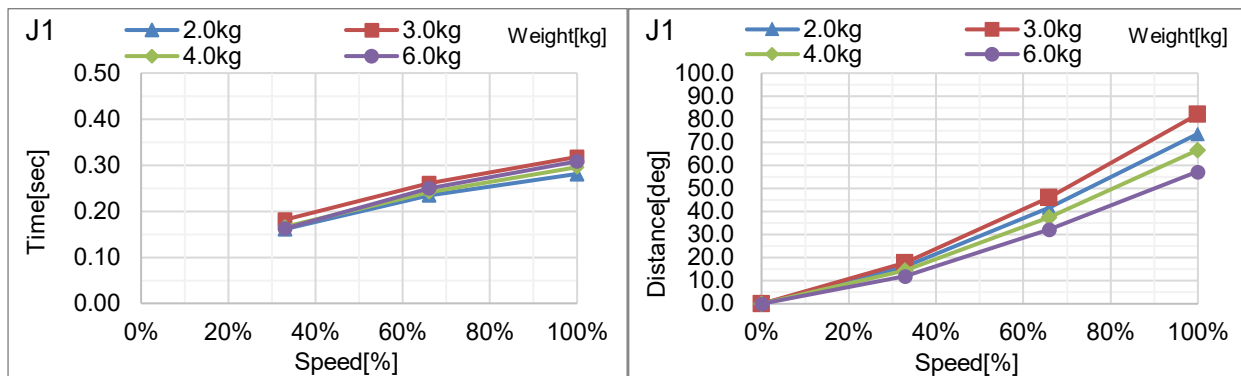 J1
2.0kg 3.0kg Weight[kg]
4.0kg 6.0kg
0.50
0.40
0.30
0.20
0.10
0.00
Time[sec]
0% 20% 40% 60% 80% 100%
Speed[%]
J1
2.0kg 3.0kg Weight[kg]
4.0kg 6.0kg
100.0
90.0
80.0
70.0
60.0
50.0
40.0
30.0
20.0
10.0
0.0
Distance[deg]
0% 20% 40% 60% 80% 100%
Speed[%]